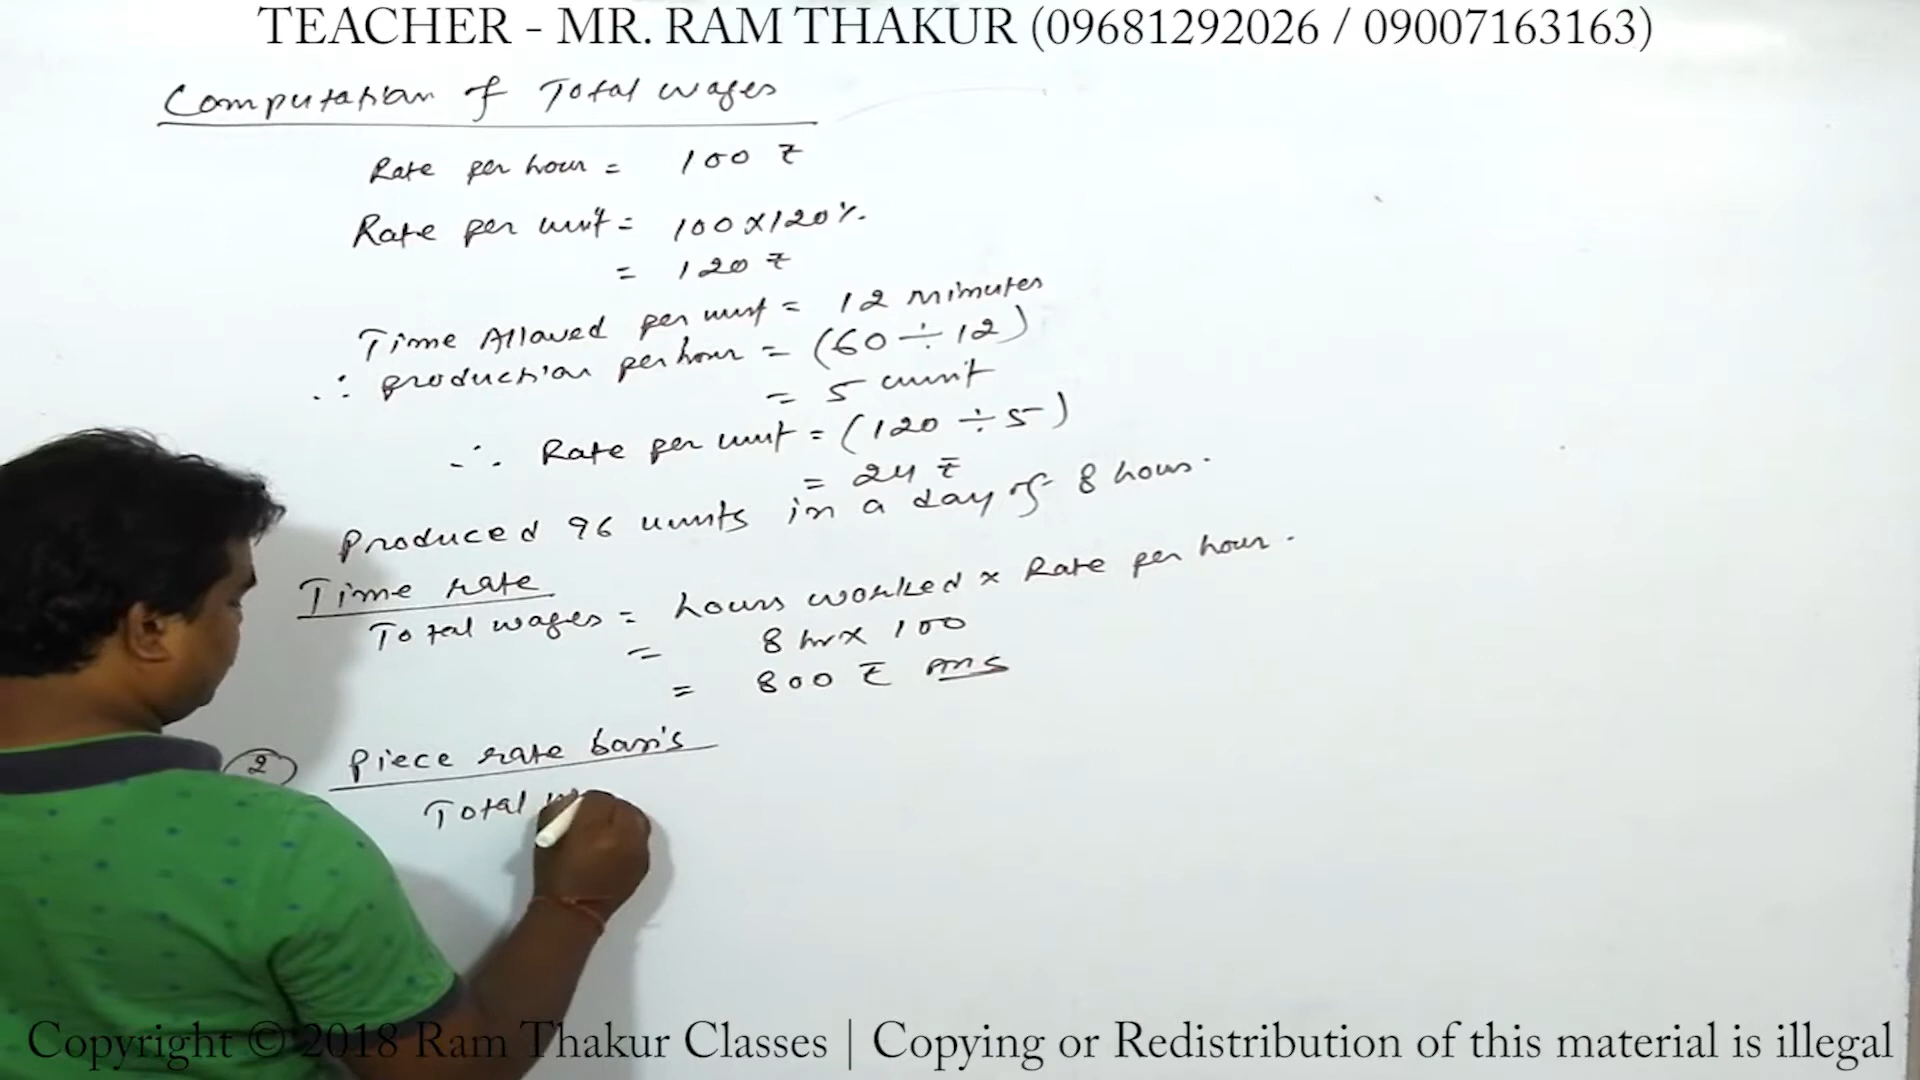 TEACHER - MR. RAM THAKUR (09681292026 / 09007163163)
Computation of Total wages
Rate per hour = 100 ₹
Rate per unit = 100 x 120%
= 120 ₹
Time Allowed per unit = 12 minutes
∴ production per hour = (60 ÷ 12)
= 5 unit
∴ Rate per unit = (120 ÷ 5)
= 24 ₹
Produced 96 units in a day of 8 hours.
Time rate
Total wages = hours worked x Rate per hour.
= 8 hr x 100
= 800 ₹ Ans
2 Piece rate basis
Total
Copyright © 2018 Ram Thakur Classes | Copying or Redistribution of this material is illegal